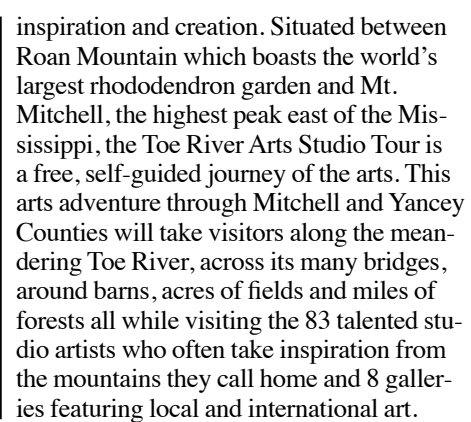 inspiration and creation. Situated between
Roan Mountain which boasts the world's
largest rhododendron garden and Mt.
Mitchell, the highest peak east of the Mis-
sissippi, the Toe River Arts Studio Tour is
a free, self-guided journey of the arts. This
arts adventure through Mitchell and Yancey
Counties will take visitors along the mean-
dering Toe River, across its many bridges,
around barns, acres of fields and miles of
forests all while visiting the 83 talented stu-
dio artists who often take inspiration from
the mountains they call home and 8 galler-
ies featuring local and international art.